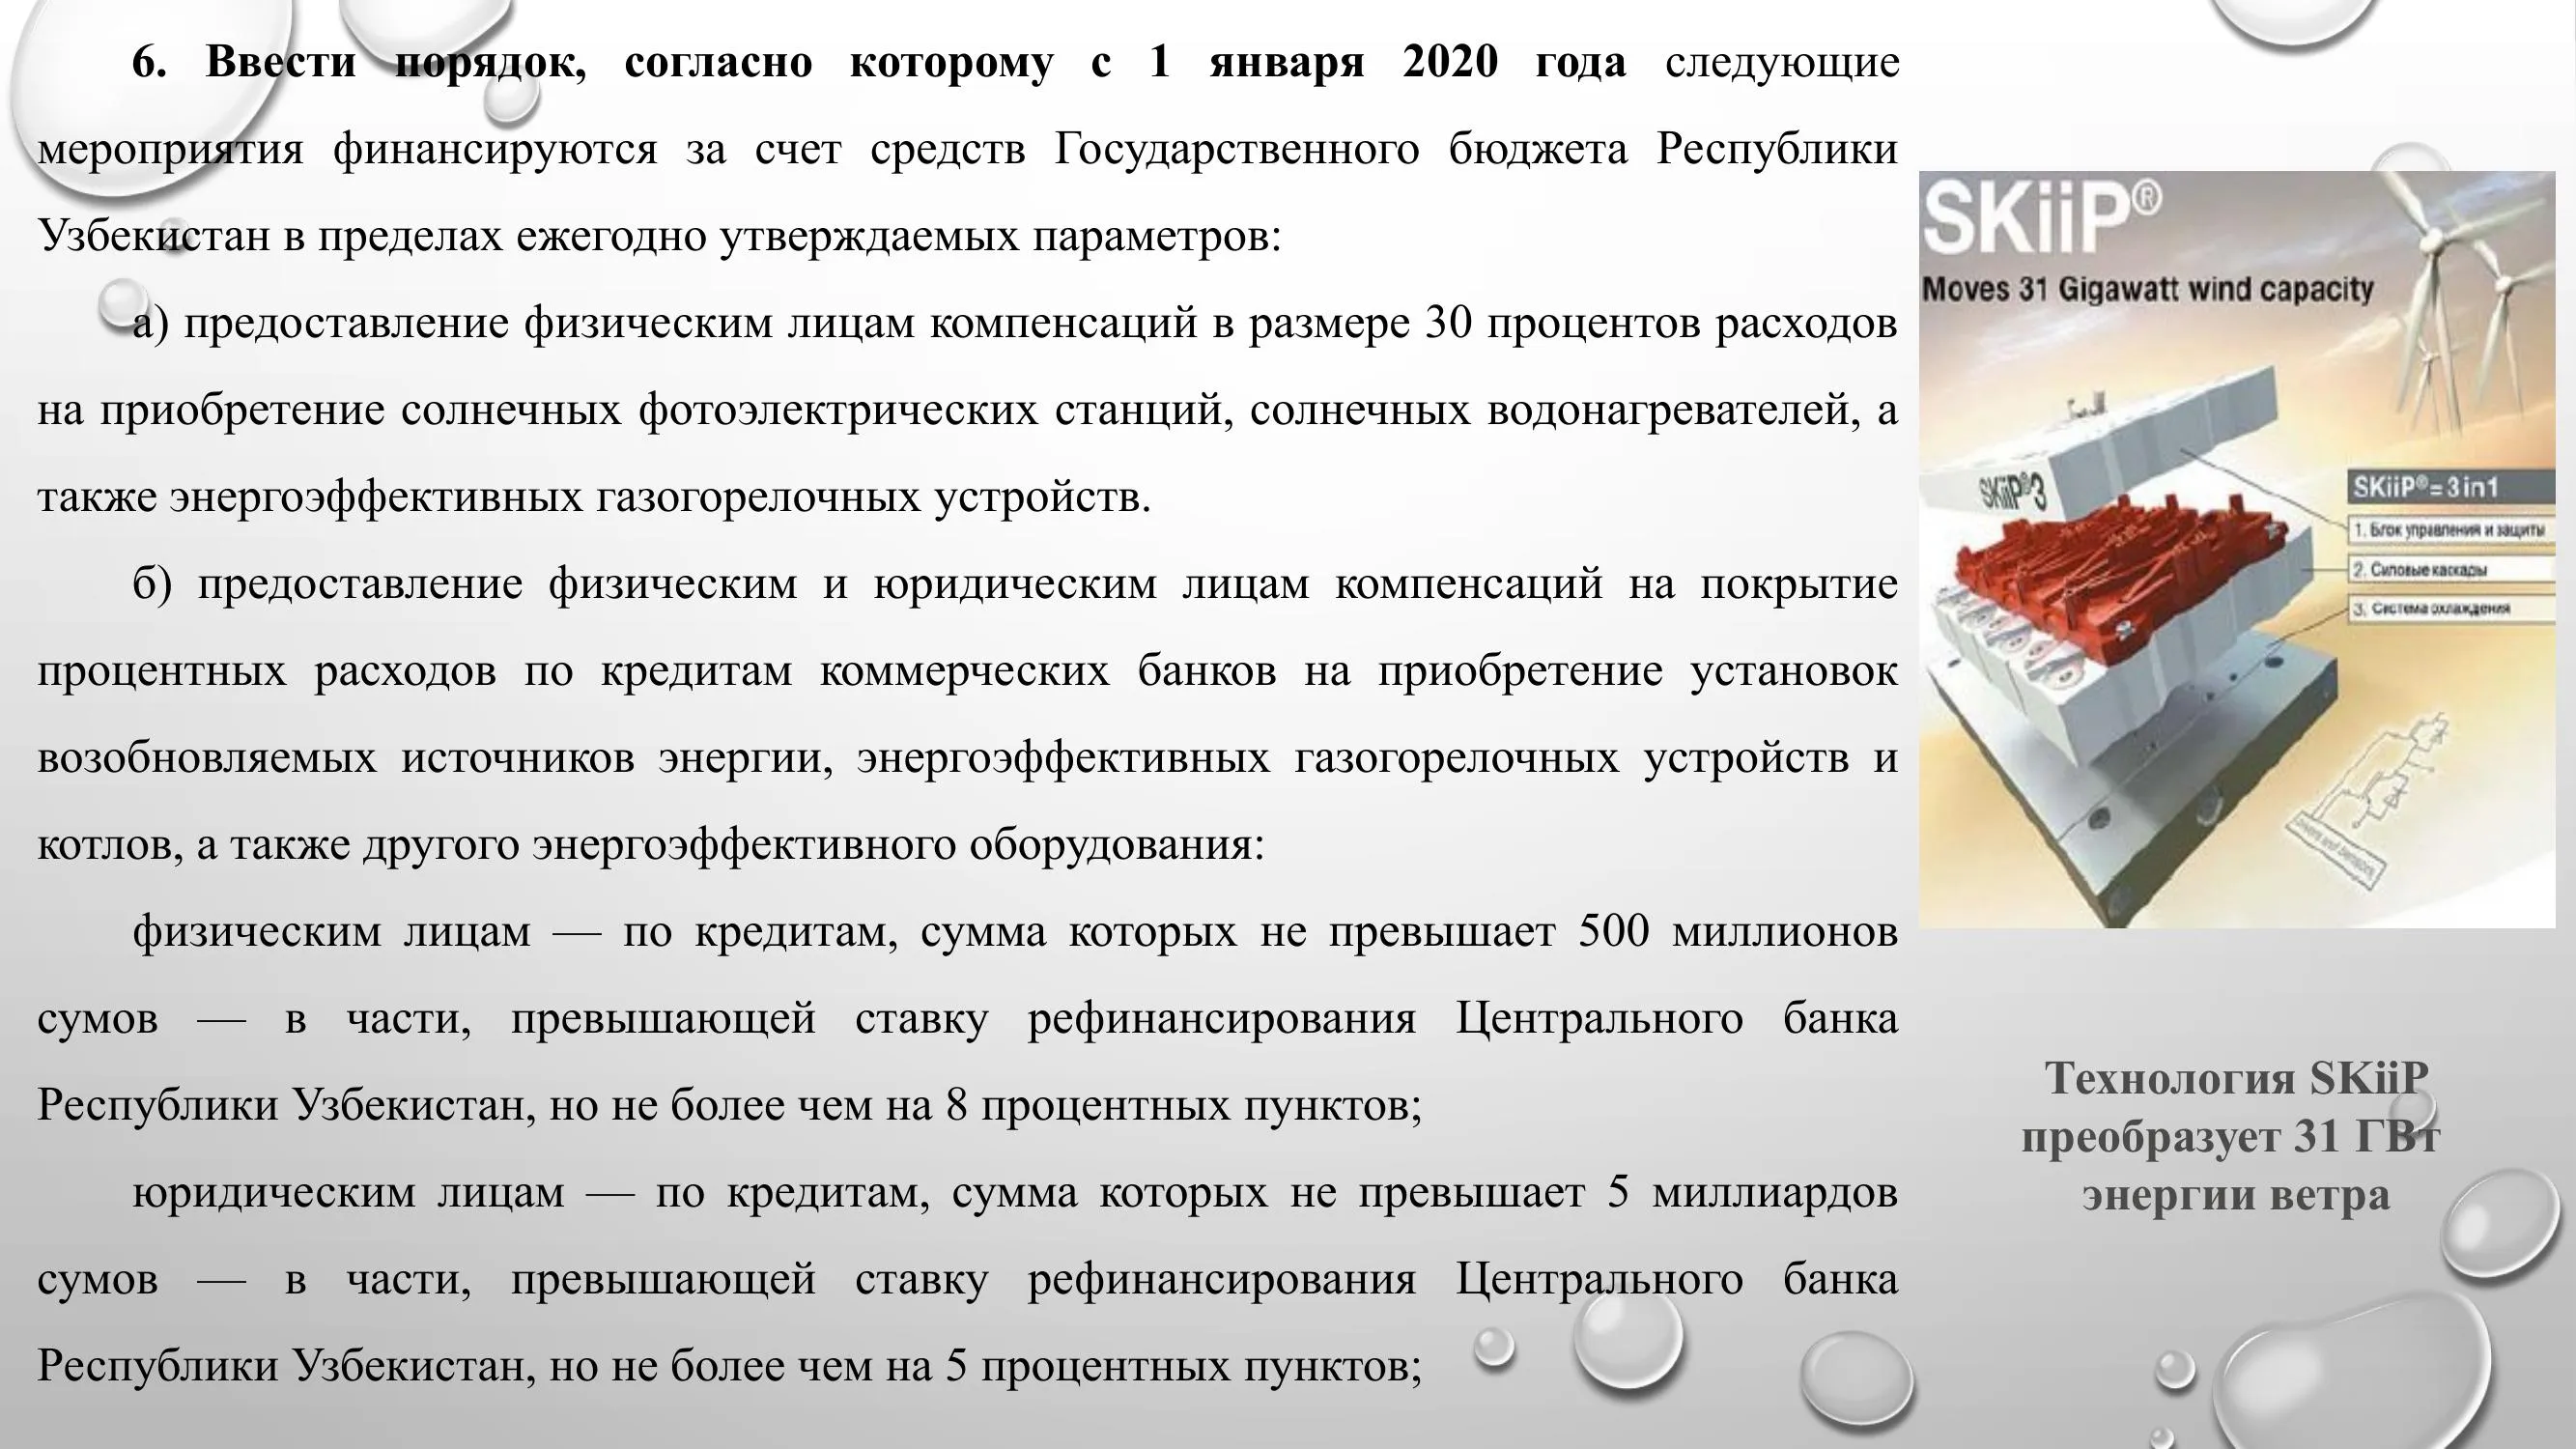 6. Ввести порядок, согласно которому с 1 января 2020 года следующие
мероприятия финансируются за счет средств Государственного бюджета Республики
Узбекистан в пределах ежегодно утверждаемых параметров:
а) предоставление физическим лицам компенсаций в размере 30 процентов расходов
на приобретение солнечных фотоэлектрических станций, солнечных водонагревателей, а
также энергоэффективных газогорелочных устройств.
б) предоставление физическим и юридическим лицам компенсаций на покрытие
процентных расходов по кредитам коммерческих банков на приобретение установок
возобновляемых источников энергии, энергоэффективных газогорелочных устройств и
котлов, а также другого энергоэффективного оборудования:
физическим лицам — по кредитам, сумма которых не превышает 500 миллионов
сумов — в части, превышающей ставку рефинансирования Центрального банка
Республики Узбекистан, но не более чем на 8 процентных пунктов;
юридическим лицам — по кредитам, сумма которых не превышает 5 миллиардов
сумов — в части, превышающей ставку рефинансирования Центрального банка
Республики Узбекистан, но не более чем на 5 процентных пунктов;
SKiiP®
Moves 31 Gigawatt wind capacity
SKiiP®3
SKiiP®=3in1
1. Блок управления и защиты
2. Силовые каскады
3. Система охлаждения
Технология SKiiP
преобразует 31 ГВт
энергии ветра